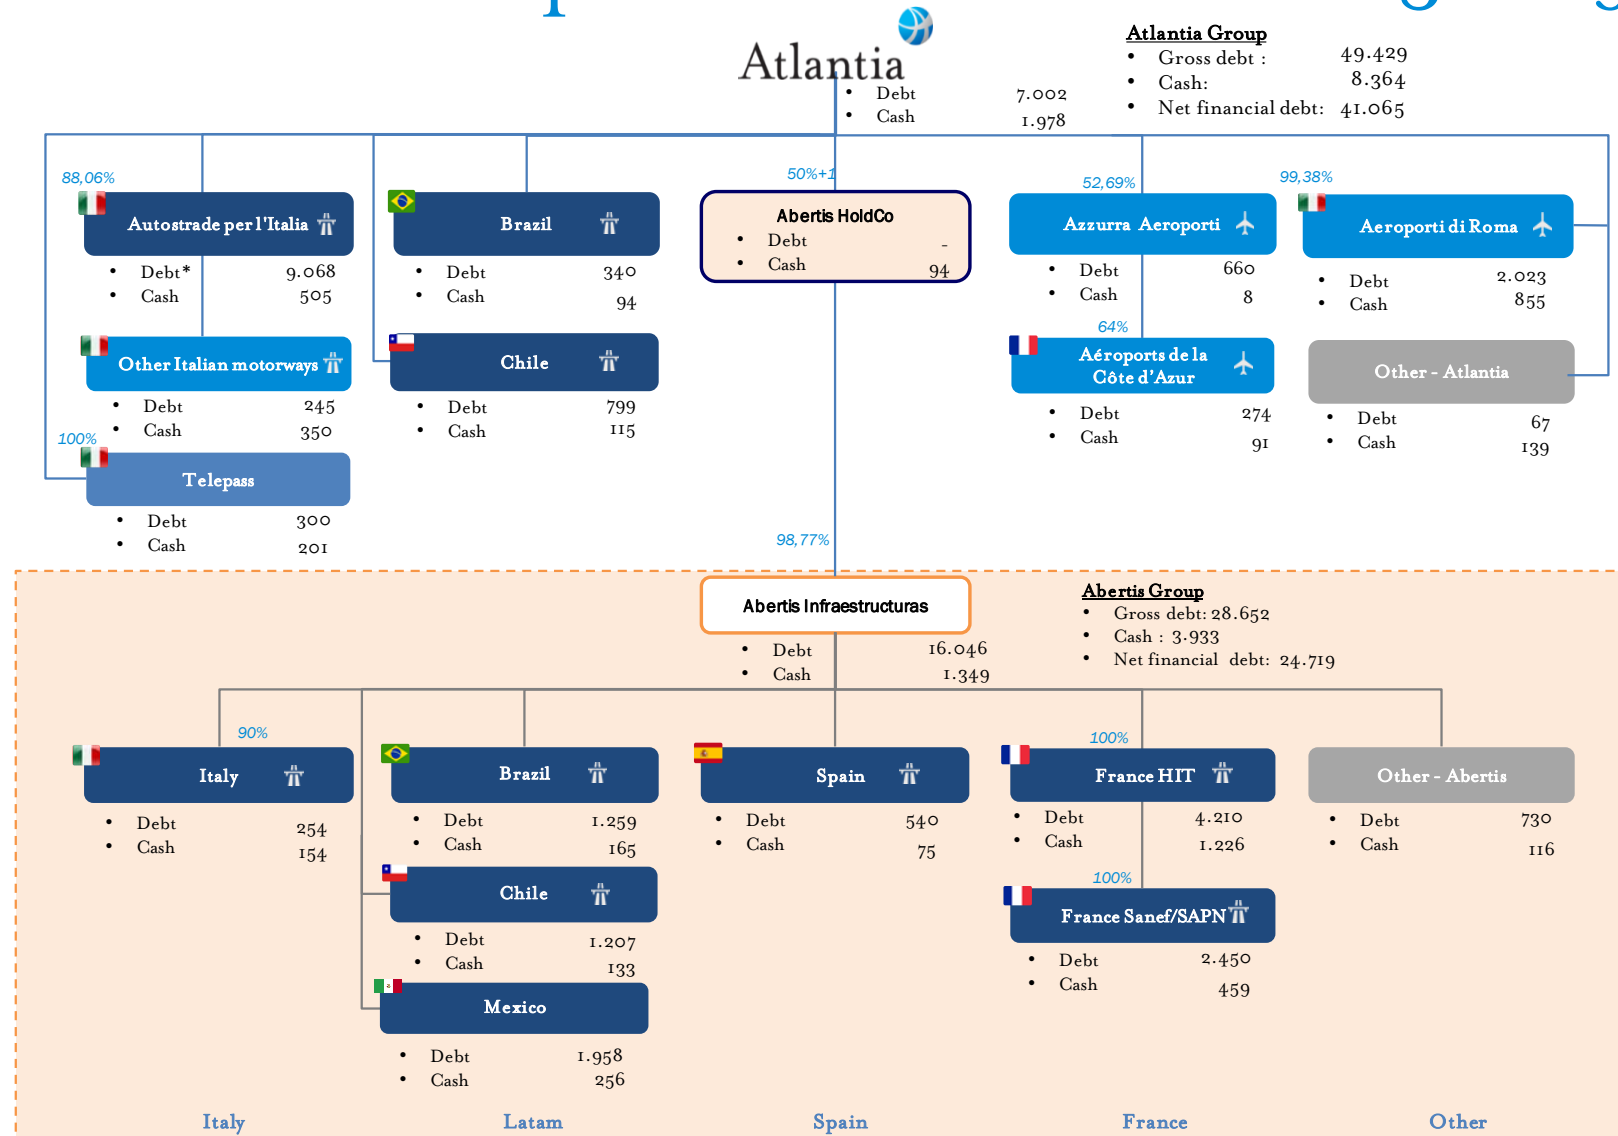 Atlantia
• Debt 7.002
• Cash 1.978
Atlantia Group
• Gross debt : 49.429
• Cash: 8.364
• Net financial debt: 41.065
88,06%
Autostrade per l'Italia
• Debt* 9.068
• Cash 505
Other Italian motorways
• Debt 245
• Cash 350
100%
Telepass
• Debt 300
• Cash 201
Brazil
• Debt 340
• Cash 94
Chile
• Debt 799
• Cash 115
50%+1
Abertis HoldCo
• Debt -
• Cash 94
52,69%
Azzurra Aeroporti
• Debt 660
• Cash 8
64%
Aéroports de la
Côte d'Azur
• Debt 274
• Cash 91
99,38%
Aeroporti di Roma
• Debt 2.023
• Cash 855
Other - Atlantia
• Debt 67
• Cash 139
98,77%
Abertis Infraestructuras
• Debt 16.046
• Cash 1.349
Abertis Group
• Gross debt: 28.652
• Cash : 3.933
• Net financial debt: 24.719
90%
Italy
• Debt 254
• Cash 154
Brazil
• Debt 1.259
• Cash 165
Chile
• Debt 1.207
• Cash 133
Mexico
• Debt 1.958
• Cash 256
Spain
• Debt 540
• Cash 75
100%
France HIT
• Debt 4.210
• Cash 1.226
100%
France Sanef/SAPN
• Debt 2.450
• Cash 459
Other - Abertis
• Debt 730
• Cash 116
Italy
Latam
Spain
France
Other